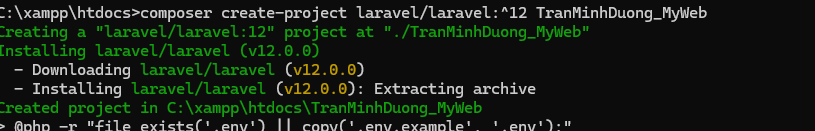 C:\xampp\htdocs>composer create-project laravel/laravel:^12 TranMinhDuong_MyWeb
Creating a "laravel/laravel:12" project at "./TranMinhDuong_MyWeb"
Installing laravel/laravel (v12.0.0)
  - Downloading laravel/laravel (v12.0.0)
  - Installing laravel/laravel (v12.0.0): Extracting archive
Created project in C:\xampp\htdocs\TranMinhDuong_MyWeb
> @php -r "file_exists('.env') || copy('.env.example', '.env');"